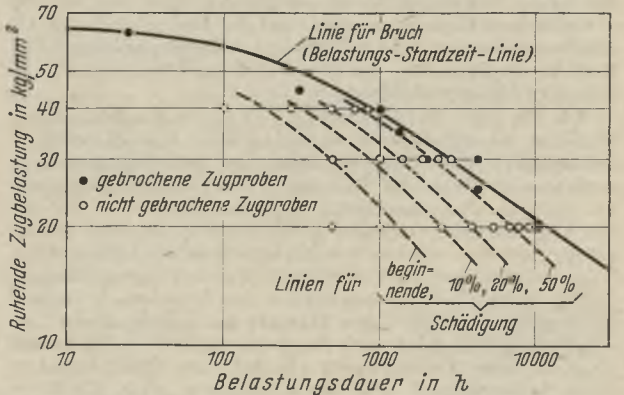 Ruhende Zugbelastung in kg/mm²
70
50
40
30
20
10
Linie für Bruch
(Belastungs-Standzeit-Linie)
• gebrochene Zugproben
○ nicht gebrochene Zugproben
Linien für
begin-
nende, 10%, 20%, 50%
Schädigung
10
100
1000
10000
Belastungsdauer in h